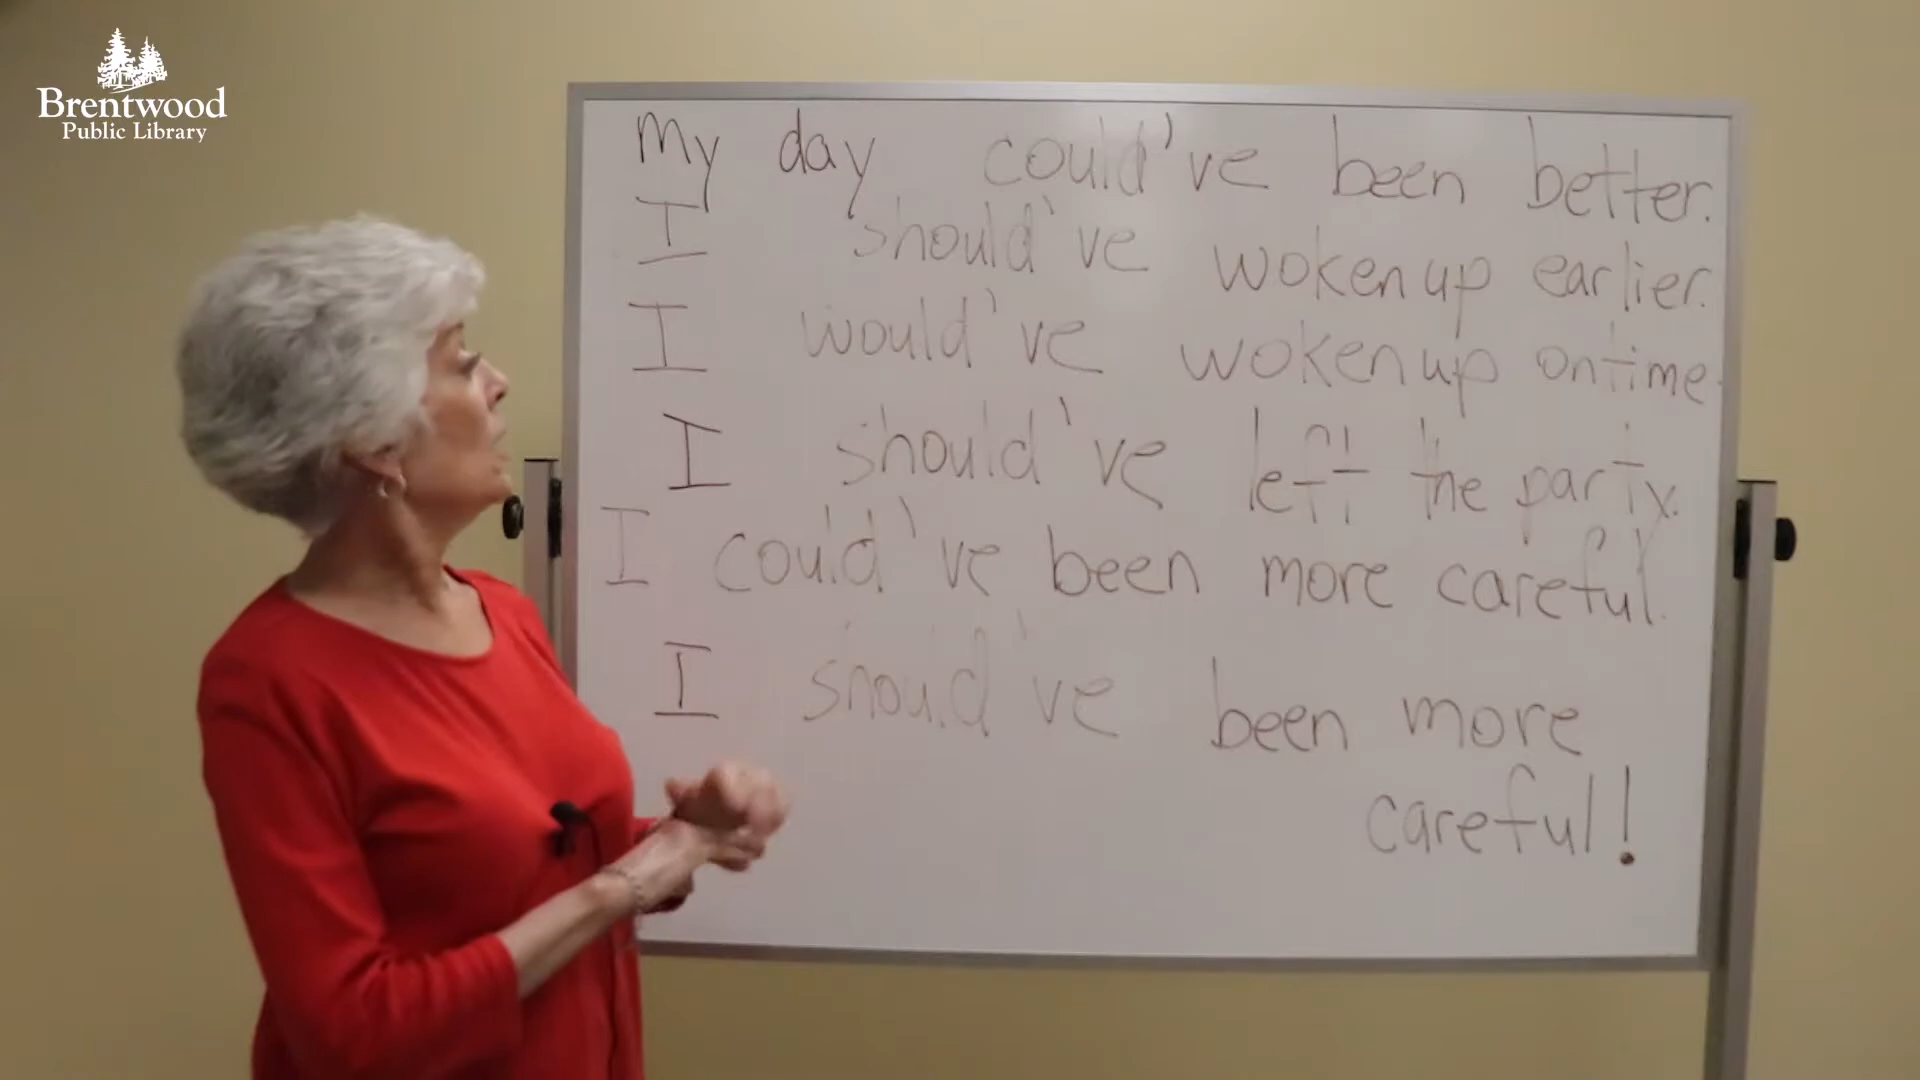 Brentwood
Public Library
My day could've been better.
I should've woken up earlier.
I would've woken up on time.
I should've left the party.
I could've been more careful.
I should've been more
careful!